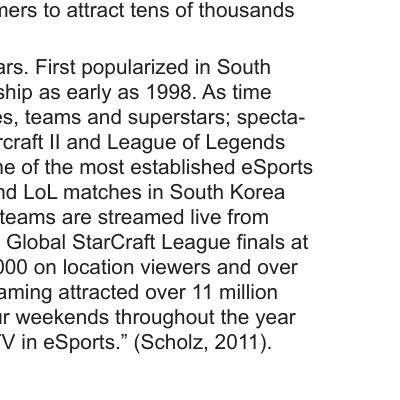 mers to attract tens of thousands
ars. First popularized in South
ship as early as 1998. As time
es, teams and superstars; specta-
rcraft II and League of Legends
ne of the most established eSports
nd LoL matches in South Korea
teams are streamed live from
Global StarCraft League finals at
000 on location viewers and over
aming attracted over 11 million
ur weekends throughout the year
TV in eSports.” (Scholz, 2011).